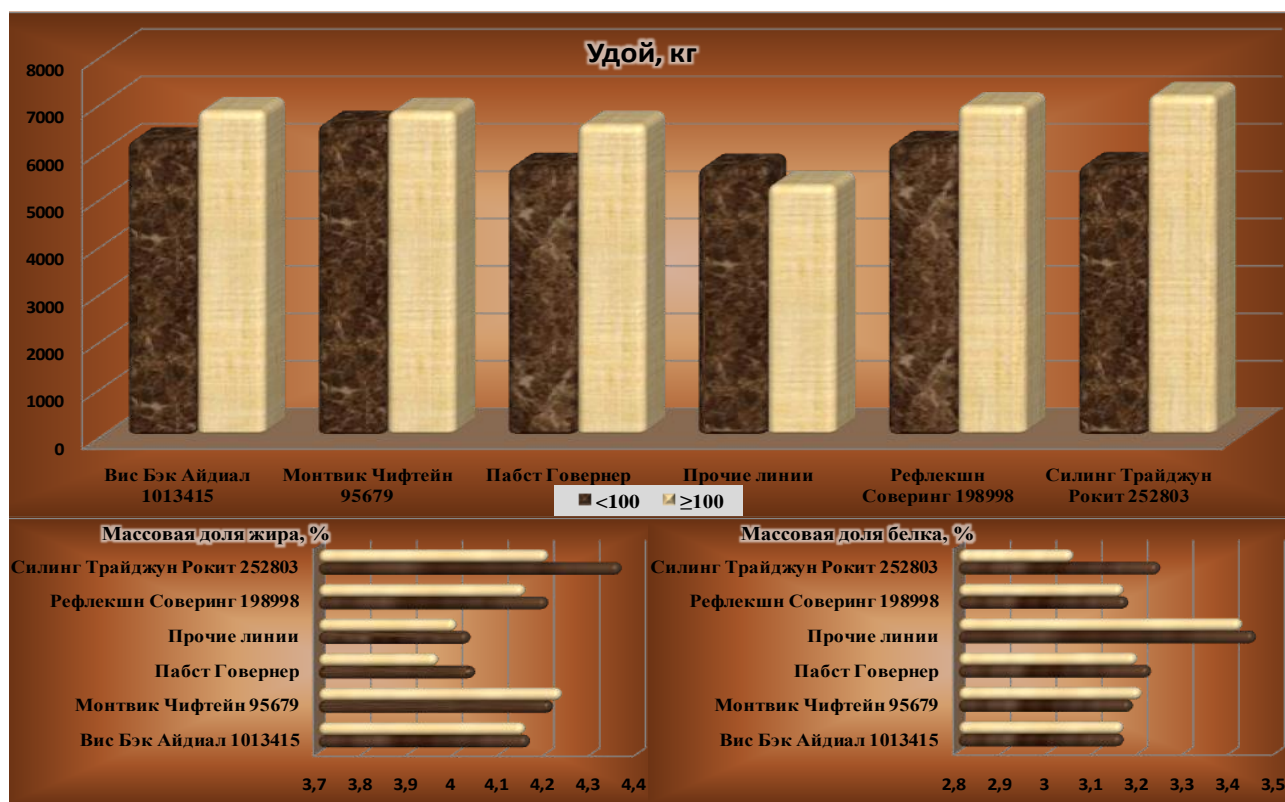 Удой, кг
8000
7000
6000
5000
4000
3000
2000
1000
0
Вис Бэк Айдиал
1013415
Монтвик Чифтейн
95679
Пабст Говернер
Прочие линии
Рефлекшн
Соверинг 198998
Силинг Трайджун
Рокит 252803
<100 ≥100
Массовая доля жира, %
Силинг Трайджун Рокит 252803
Рефлекшн Соверинг 198998
Прочие линии
Пабст Говернер
Монтвик Чифтейн 95679
Вис Бэк Айдиал 1013415
3,7 3,8 3,9 4 4,1 4,2 4,3 4,4
Массовая доля белка, %
Силинг Трайджун Рокит 252803
Рефлекшн Соверинг 198998
Прочие линии
Пабст Говернер
Монтвик Чифтейн 95679
Вис Бэк Айдиал 1013415
2,8 2,9 3 3,1 3,2 3,3 3,4 3,5